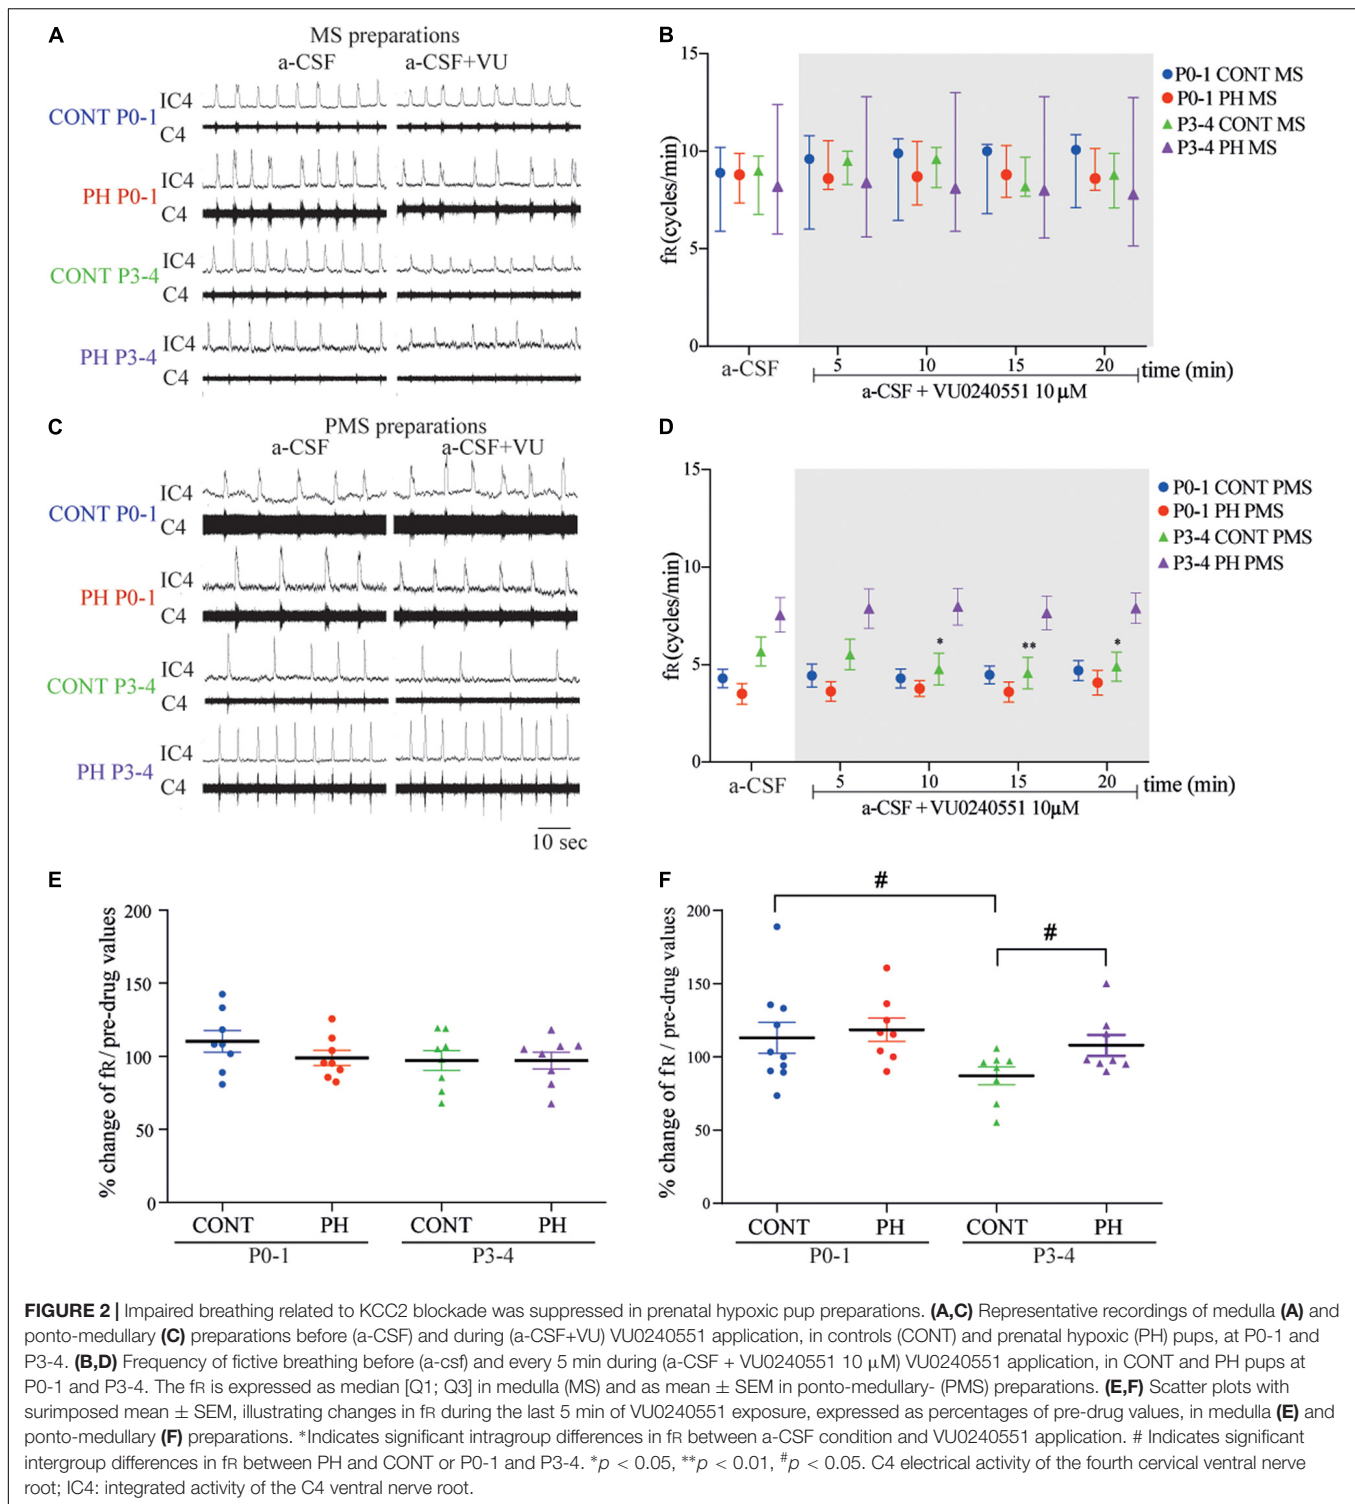 A
MS preparations
a-CSF
a-CSF+VU
CONT P0-1
IC4
C4
PH P0-1
IC4
C4
CONT P3-4
IC4
C4
PH P3-4
IC4
C4
B
15
10
5
0
fR(cycles/min)
a-CSF
5
10
15
20
time (min)
a-CSF + VU0240551 10 µM
P0-1 CONT MS
P0-1 PH MS
P3-4 CONT MS
P3-4 PH MS
C
PMS preparations
a-CSF
a-CSF+VU
CONT P0-1
IC4
C4
PH P0-1
IC4
C4
CONT P3-4
IC4
C4
PH P3-4
IC4
C4
10 sec
D
15
10
5
0
fR(cycles/min)
*
**
*
a-CSF
5
10
15
20
time (min)
a-CSF + VU0240551 10µM
P0-1 CONT PMS
P0-1 PH PMS
P3-4 CONT PMS
P3-4 PH PMS
E
% change of fR / pre-drug values
200
150
100
50
0
CONT
PH
CONT
PH
P0-1
P3-4
F
% change of fR / pre-drug values
200
150
100
50
0
#
#
CONT
PH
CONT
PH
P0-1
P3-4
FIGURE 2 | Impaired breathing related to KCC2 blockade was suppressed in prenatal hypoxic pup preparations. (A,C) Representative recordings of medulla (A) and
ponto-medullary (C) preparations before (a-CSF) and during (a-CSF+VU) VU0240551 application, in controls (CONT) and prenatal hypoxic (PH) pups, at P0-1 and
P3-4. (B,D) Frequency of fictive breathing before (a-csf) and every 5 min during (a-CSF + VU0240551 10 μM) VU0240551 application, in CONT and PH pups at
P0-1 and P3-4. The fR is expressed as median [Q1; Q3] in medulla (MS) and as mean ± SEM in ponto-medullary- (PMS) preparations. (E,F) Scatter plots with
surimposed mean ± SEM, illustrating changes in fR during the last 5 min of VU0240551 exposure, expressed as percentages of pre-drug values, in medulla (E) and
ponto-medullary (F) preparations. *Indicates significant intragroup differences in fR between a-CSF condition and VU0240551 application. # Indicates significant
intergroup differences in fR between PH and CONT or P0-1 and P3-4. *p < 0.05, **p < 0.01, #p < 0.05. C4 electrical activity of the fourth cervical ventral nerve
root; IC4: integrated activity of the C4 ventral nerve root.